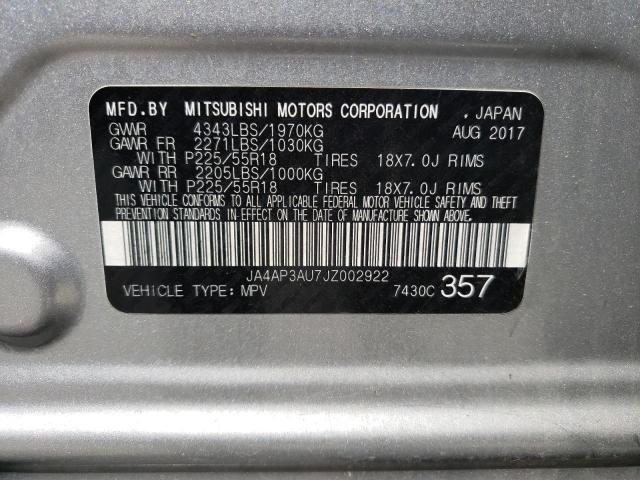 MFD.BY MITSUBISHI MOTORS CORPORATION , JAPAN
GVWR 4343LBS/1970KG AUG 2017
GAWR FR 2271LBS/1030KG
WITH P225/55R18 TIRES 18X7.0J RIMS
GAWR RR 2205LBS/1000KG
WITH P225/55R18 TIRES 18X7.0J RIMS
THIS VEHICLE CONFORMS TO ALL APPLICABLE FEDERAL MOTOR VEHICLE SAFETY AND THEFT
PREVENTION STANDARDS IN-EFFECT ON THE DATE OF MANUFACTURE SHOWN ABOVE.
JA4AP3AU7JZ002922
VEHICLE TYPE:MPV 7430C 357